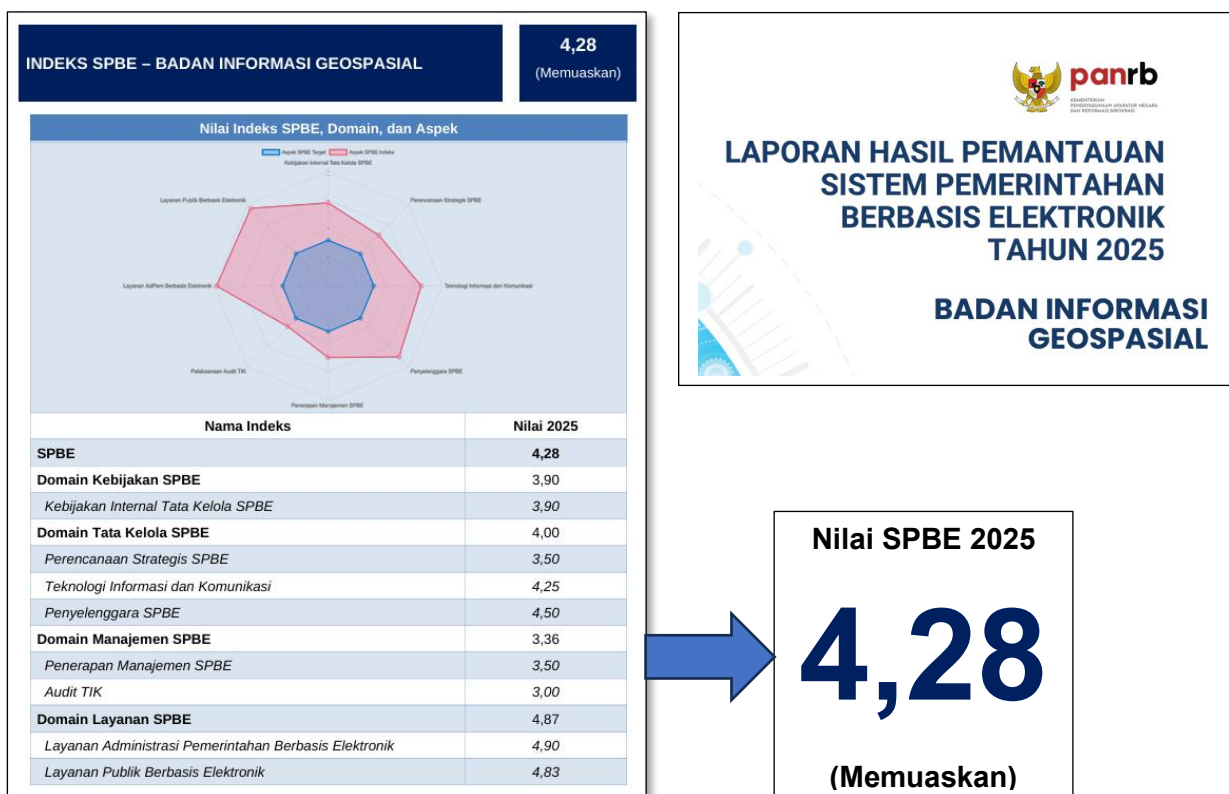 INDEKS SPBE – BADAN INFORMASI GEOSPASIAL
4,28
(Memuaskan)
Nilai Indeks SPBE, Domain, dan Aspek
Aspek SPBE Target Aspek SPBE Indeks
Kebijakan Internal Tata Kelola SPBE
Layanan Publik Berbasis Elektronik
Perencanaan Strategis SPBE
Layanan AdPem Berbasis Elektronik
Teknologi Informasi dan Komunikasi
Pelaksanaan Audit TIK
Penyelenggara SPBE
Penerapan Manajemen SPBE
Nama Indeks Nilai 2025
SPBE 4,28
Domain Kebijakan SPBE 3,90
Kebijakan Internal Tata Kelola SPBE 3,90
Domain Tata Kelola SPBE 4,00
Perencanaan Strategis SPBE 3,50
Teknologi Informasi dan Komunikasi 4,25
Penyelenggara SPBE 4,50
Domain Manajemen SPBE 3,36
Penerapan Manajemen SPBE 3,50
Audit TIK 3,00
Domain Layanan SPBE 4,87
Layanan Administrasi Pemerintahan Berbasis Elektronik 4,90
Layanan Publik Berbasis Elektronik 4,83
panrb
KEMENTERIAN
PENDAYAGUNAAN APARATUR NEGARA
DAN REFORMASI BIROKRASI
LAPORAN HASIL PEMANTAUAN
SISTEM PEMERINTAHAN
BERBASIS ELEKTRONIK
TAHUN 2025
BADAN INFORMASI
GEOSPASIAL
Nilai SPBE 2025
4,28
(Memuaskan)